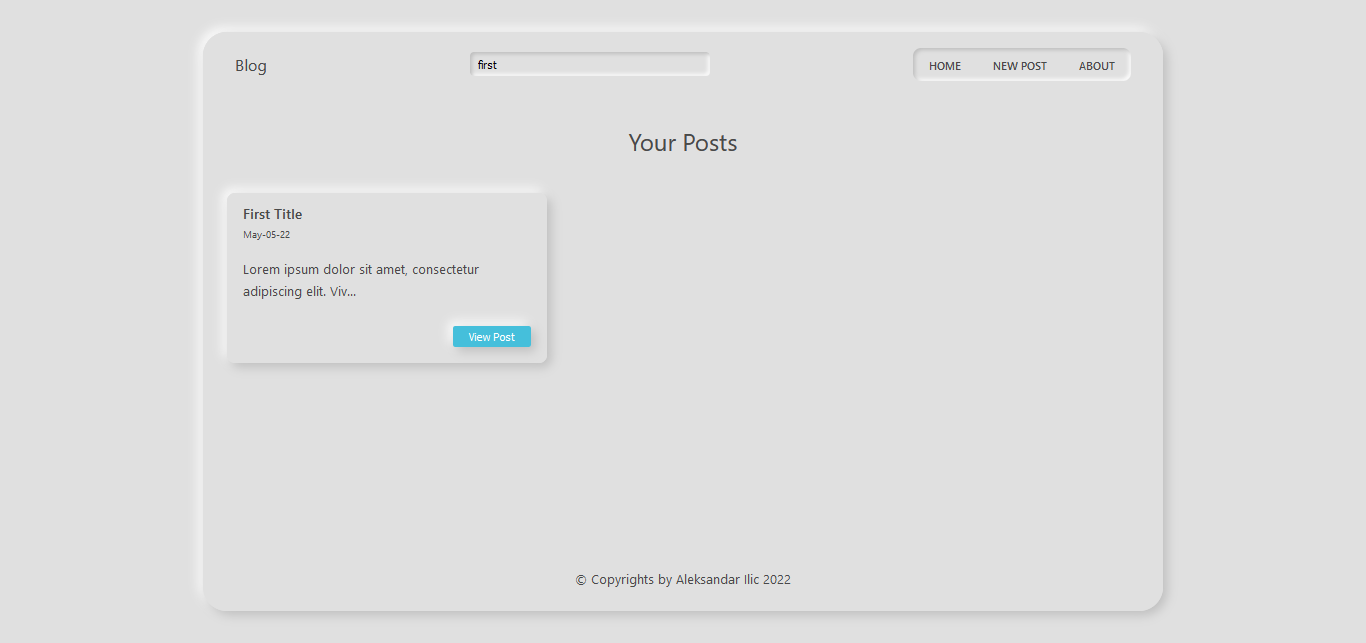 Blog
first
HOME NEW POST ABOUT
Your Posts
First Title
May-05-22
Lorem ipsum dolor sit amet, consectetur
adipiscing elit. Viv...
View Post
© Copyrights by Aleksandar Ilic 2022